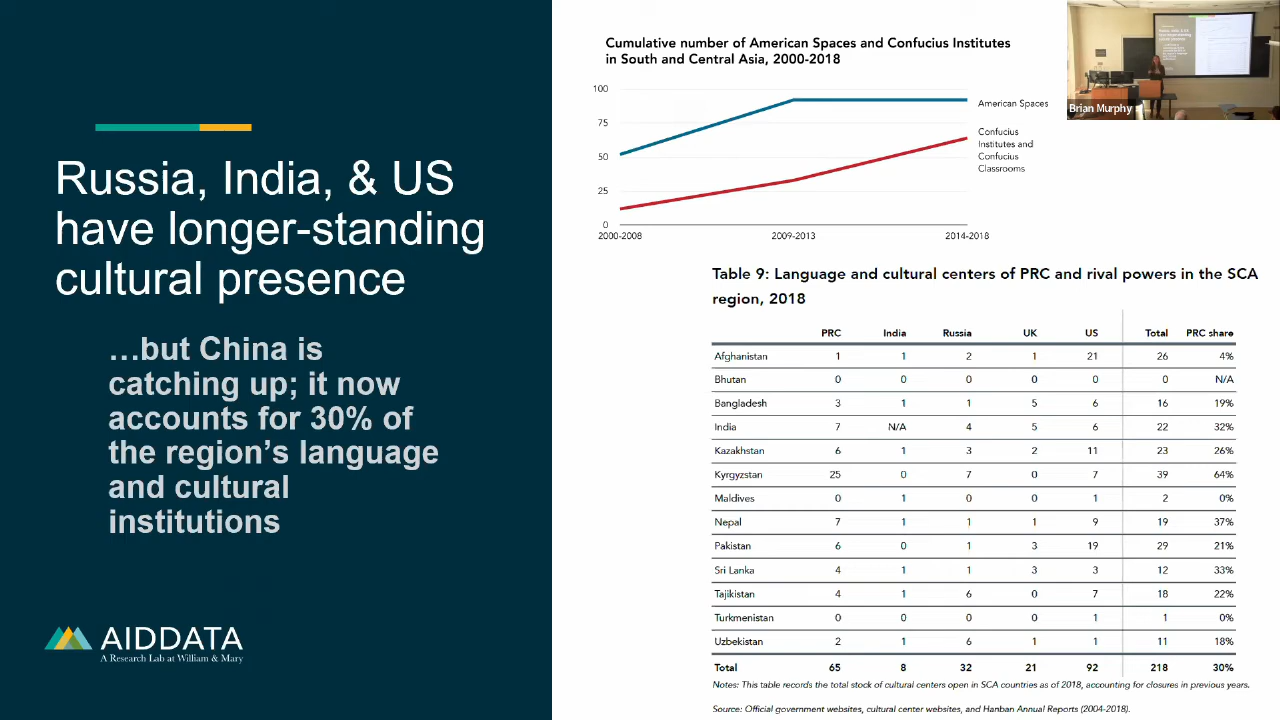 Russia, India, & US
have longer-standing
cultural presence
…but China is
catching up; it now
accounts for 30% of
the region's language
and cultural
institutions
AIDDATA
A Research Lab at William & Mary
Cumulative number of American Spaces and Confucius Institutes
in South and Central Asia, 2000-2018
100
75
50
25
0
2000-2008 2009-2013 2014-2018
American Spaces
Confucius
Institutes and
Confucius
Classrooms
Brian Murphy
Table 9: Language and cultural centers of PRC and rival powers in the SCA
region, 2018
PRC India Russia UK US Total PRC share
Afghanistan 1 1 2 1 21 26 4%
Bhutan 0 0 0 0 0 0 N/A
Bangladesh 3 1 1 5 6 16 19%
India 7 N/A 4 5 6 22 32%
Kazakhstan 6 1 3 2 11 23 26%
Kyrgyzstan 25 0 7 0 7 39 64%
Maldives 0 1 0 0 1 2 0%
Nepal 7 1 1 1 9 19 37%
Pakistan 6 0 1 3 19 29 21%
Sri Lanka 4 1 1 3 3 12 33%
Tajikistan 4 1 6 0 7 18 22%
Turkmenistan 0 0 0 0 1 1 0%
Uzbekistan 2 1 6 1 1 11 18%
Total 65 8 32 21 92 218 30%
Notes: This table records the total stock of cultural centers open in SCA countries as of 2018, accounting for closures in previous years.
Source: Official government websites, cultural center websites, and Hanban Annual Reports (2004-2018).